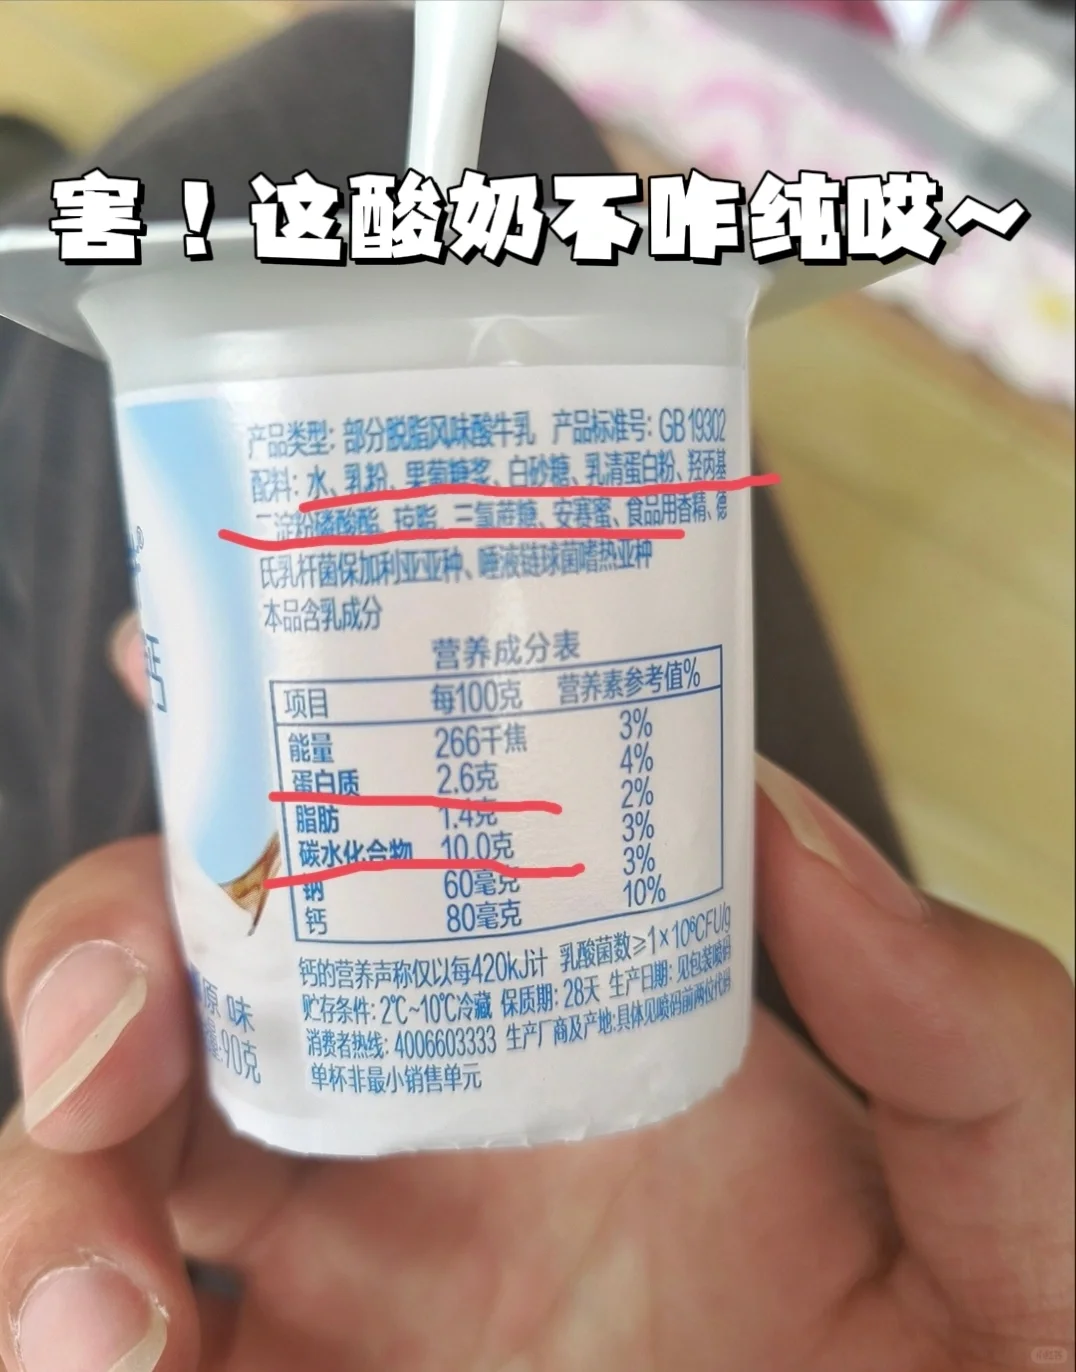 害！这酸奶不咋纯哎～
产品类型：部分脱脂风味酸牛乳 产品标准号：GB 19302
配料：水、乳粉、果葡糖浆、白砂糖、乳清蛋白粉、羟丙基
二淀粉磷酸酯、琼脂、三氯蔗糖、安赛蜜、食品用香精、德
氏乳杆菌保加利亚亚种、唾液链球菌嗜热亚种
本品含乳成分
营养成分表
项目 每100克 营养素参考值%
能量 266千焦 3%
蛋白质 2.6克 4%
脂肪 1.4克 2%
碳水化合物 10.0克 3%
钠 60毫克 3%
钙 80毫克 10%
钙的营养声称仅以每420kJ计 乳酸菌数≥1×10⁶CFU/g
贮存条件：2℃~10℃冷藏 保质期：28天 生产日期：见包装喷码
消费者热线：4006603333 生产厂商及产地：具体见喷码前两位代码
单杯非最小销售单元
钙
原味
90克